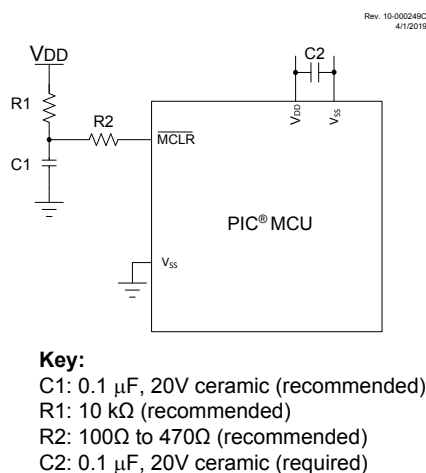 Rev. 10-000249C
4/1/2019
VDD
C2
R1
R2
VDD
VSS
MCLR
C1
PIC® MCU
VSS
Key:
C1: 0.1 μF, 20V ceramic (recommended)
R1: 10 kΩ (recommended)
R2: 100Ω to 470Ω (recommended)
C2: 0.1 μF, 20V ceramic (required)